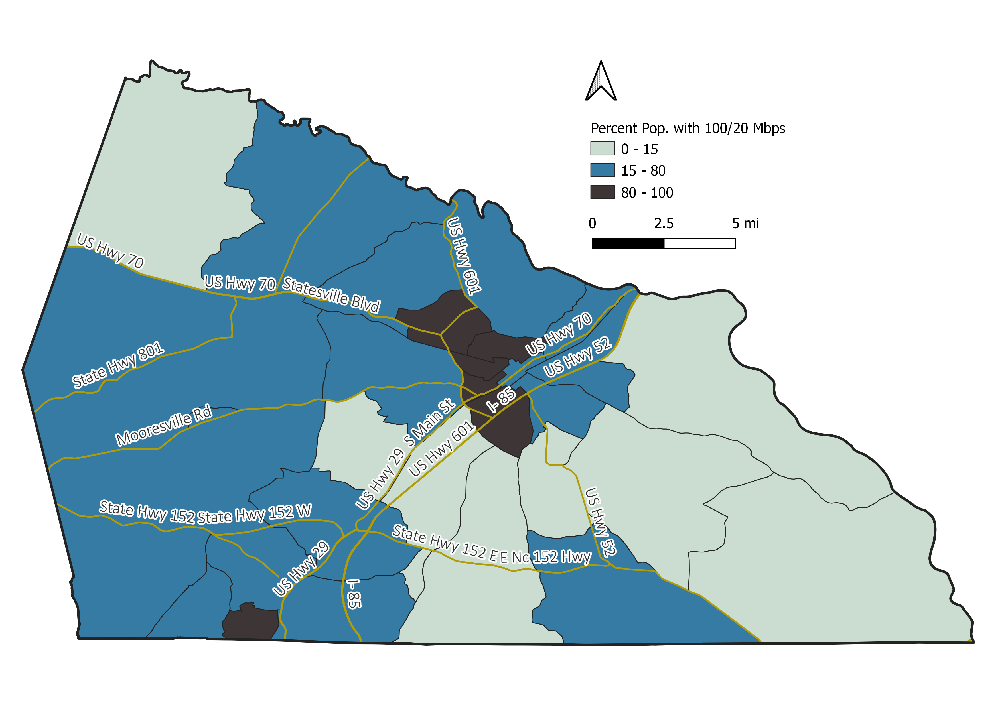 Percent Pop. with 100/20 Mbps
0 - 15
15 - 80
80 - 100
0 2.5 5 mi
US Hwy 70
US Hwy 70
Statesville Blvd
US Hwy 601
US Hwy 70
US Hwy 52
State Hwy 801
Mooresville Rd
S Main St
I- 85
US Hwy 601
US Hwy 29
State Hwy 152
State Hwy 152 W
US Hwy 52
State Hwy 152 E
E Nc 152 Hwy
US Hwy 29
I- 85